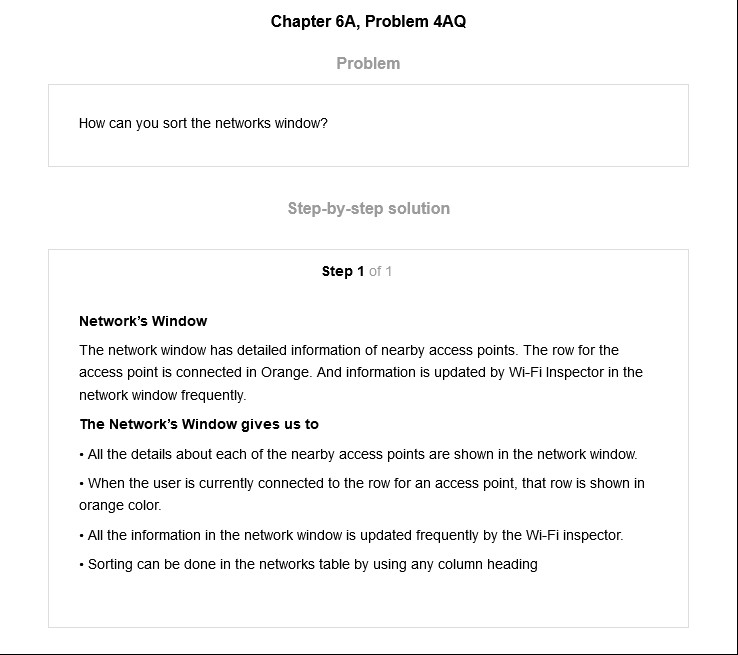 Chapter 6A, Problem 4AQ
Problem
How can you sort the networks window?
Step-by-step solution
Step 1 of 1
Network's Window
The network window has detailed information of nearby access points. The row for the
access point is connected in Orange. And information is updated by Wi-Fi Inspector in the
network window frequently.
The Network's Window gives us to
• All the details about each of the nearby access points are shown in the network window.
• When the user is currently connected to the row for an access point, that row is shown in
orange color.
• All the information in the network window is updated frequently by the Wi-Fi inspector.
• Sorting can be done in the networks table by using any column heading